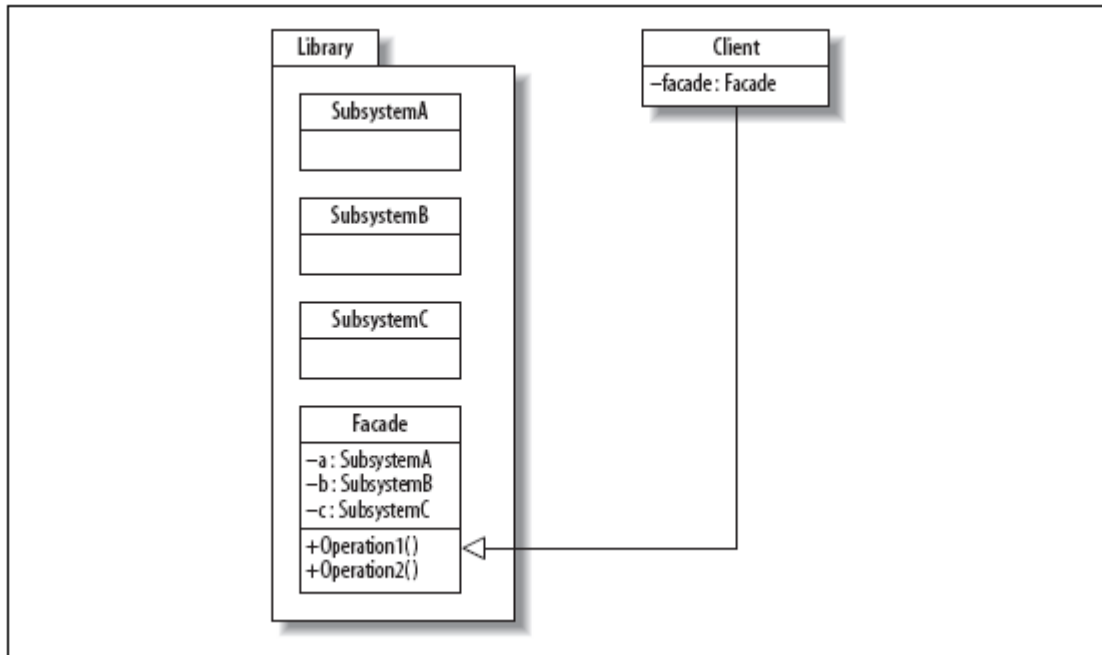 Library
SubsystemA
SubsystemB
SubsystemC
Facade
–a : SubsystemA
–b : SubsystemB
–c : SubsystemC
+Operation1()
+Operation2()
Client
–facade : Facade